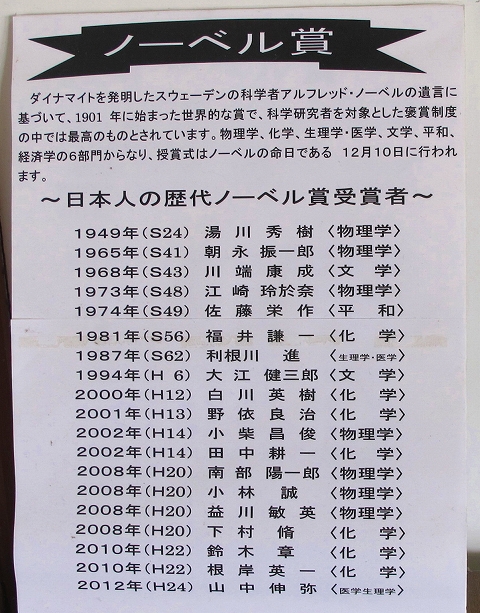 ノーベル賞
ダイナマイトを発明したスウェーデンの科学者アルフレッド・ノーベルの遺言に
基づいて、1901 年に始まった世界的な賞で、科学研究者を対象とした褒賞制度
の中では最高のものとされています。物理学、化学、生理学・医学、文学、平和、
経済学の6部門からなり、授賞式はノーベルの命日である 12月10日に行われ
ます。
～日本人の歴代ノーベル賞受賞者～
1949年(S24) 湯川秀樹 〈物理学〉
1965年(S41) 朝永振一郎 〈物理学〉
1968年(S43) 川端康成 〈文 学〉
1973年(S48) 江崎玲於奈 〈物理学〉
1974年(S49) 佐藤栄作 〈平 和〉
1981年(S56) 福井謙一 〈化 学〉
1987年(S62) 利根川 進 〈生理学・医学〉
1994年(H 6) 大江健三郎 〈文 学〉
2000年(H12) 白川英樹 〈化 学〉
2001年(H13) 野依良治 〈化 学〉
2002年(H14) 小柴昌俊 〈物理学〉
2002年(H14) 田中耕一 〈化 学〉
2008年(H20) 南部陽一郎 〈物理学〉
2008年(H20) 小林 誠 〈物理学〉
2008年(H20) 益川敏英 〈物理学〉
2008年(H20) 下村 脩 〈化 学〉
2010年(H22) 鈴木 章 〈化 学〉
2010年(H22) 根岸英一 〈化 学〉
2012年(H24) 山中伸弥 〈医学生理学〉